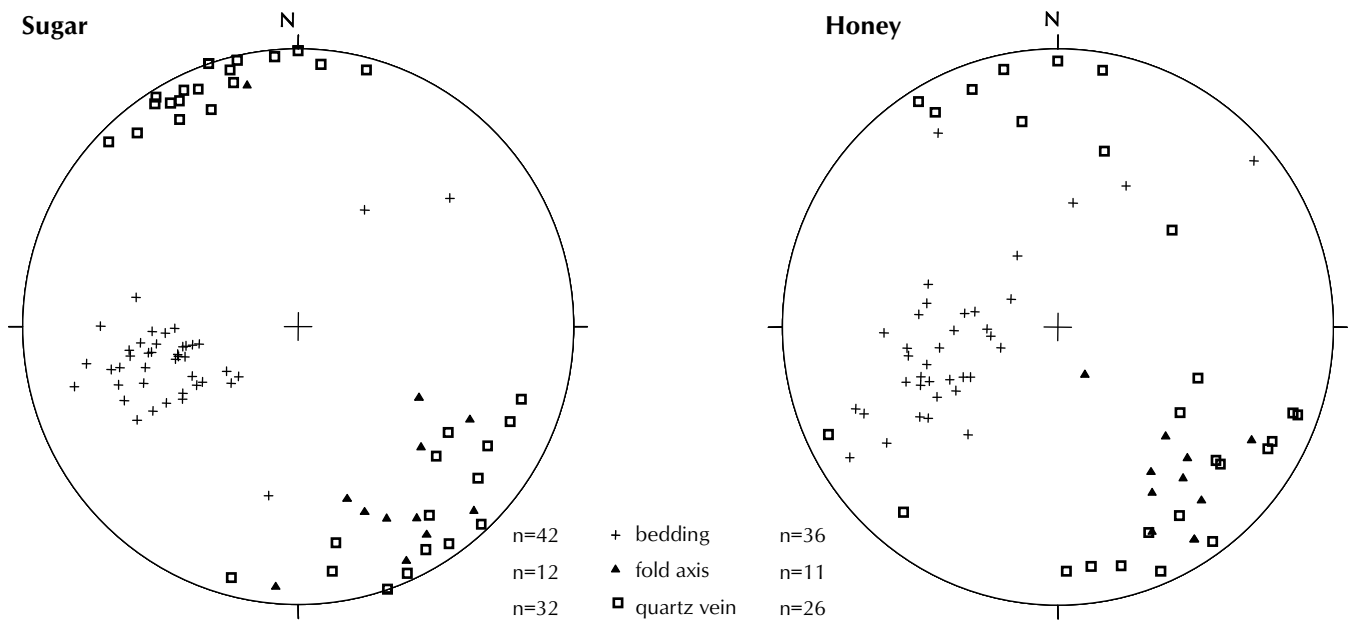 Sugar
N
Honey
N
n=42 bedding n=36
n=12 fold axis n=11
n=32 quartz vein n=26